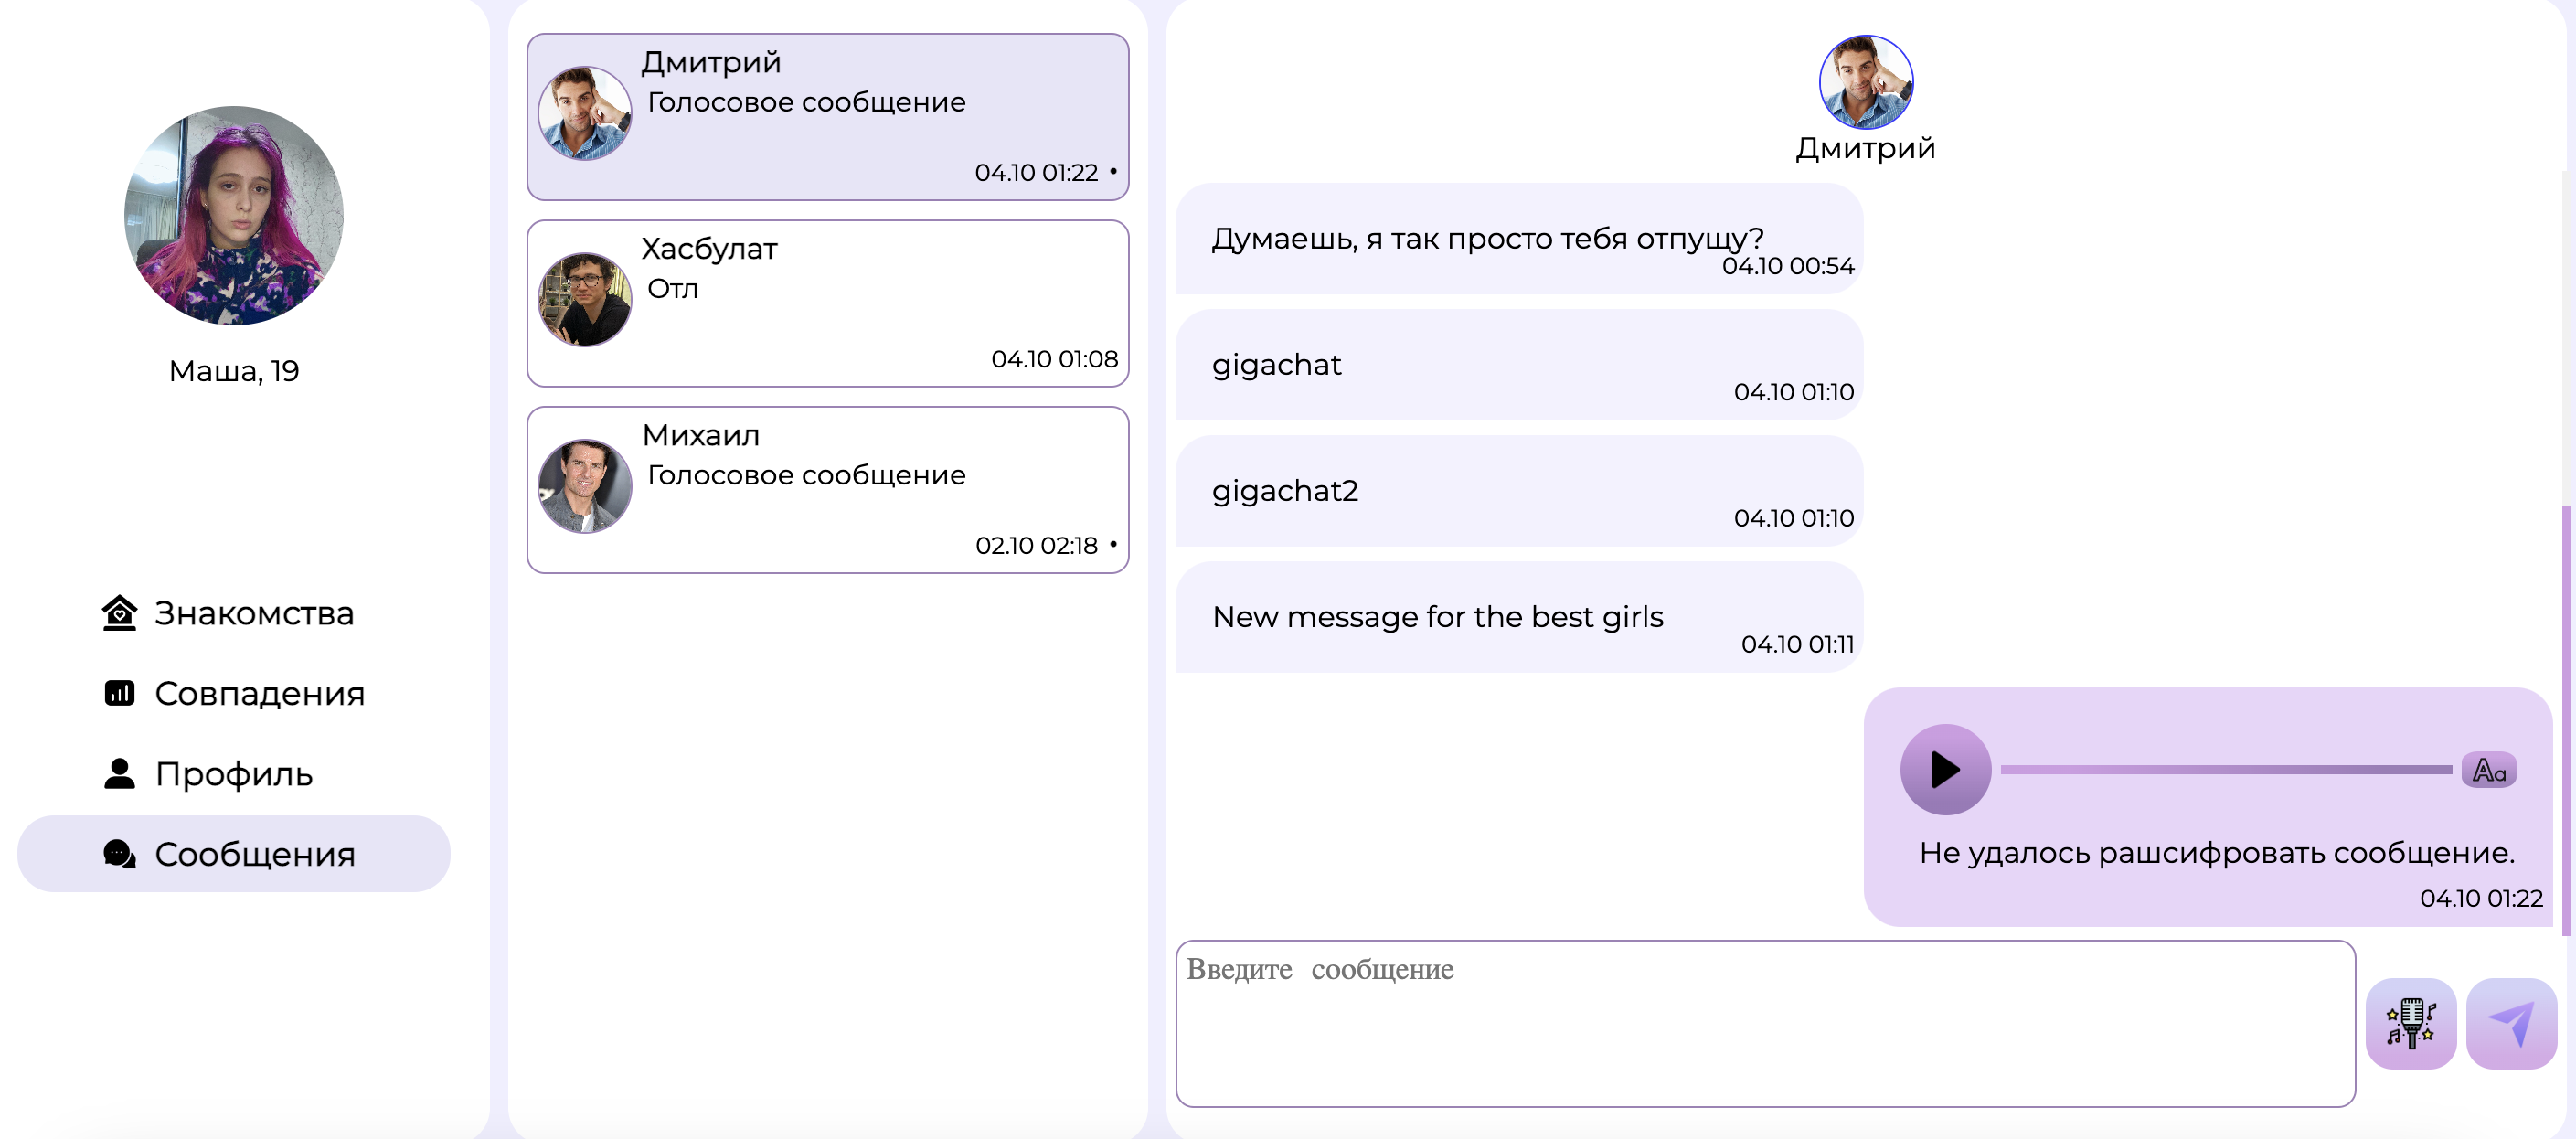 Маша, 19
Знакомства
Совпадения
Профиль
Сообщения
Дмитрий
Голосовое сообщение
04.10 01:22 •
Хасбулат
Отл
04.10 01:08
Михаил
Голосовое сообщение
02.10 02:18 •
Дмитрий
Думаешь, я так просто тебя отпущу?
04.10 00:54
gigachat
04.10 01:10
gigachat2
04.10 01:10
New message for the best girls
04.10 01:11
Aa
Не удалось рашсифровать сообщение.
04.10 01:22
Введите сообщение